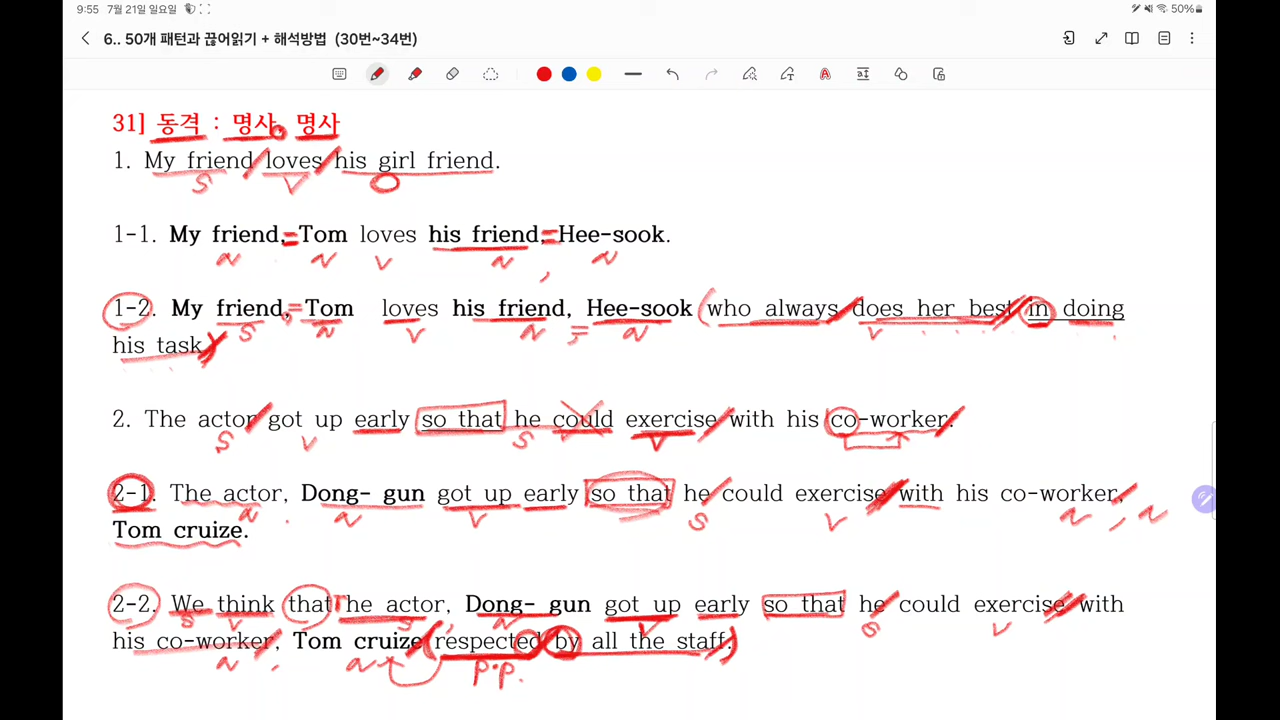 9:55 7월 21일 일요일 50%
6.. 50개 패턴과 끊어읽기 + 해석방법 (30번~34번)
31] 동격 : 명사, 명사
1. My friend loves his girl friend.
S V O
1-1. My friend,= Tom loves his friend,= Hee-sook.
N N V N , N
1-2. My friend,= Tom loves his friend, Hee-sook (who always does her best in doing
S N V N = N V
his task)
2. The actor got up early so that he could exercise with his co-worker.
S V S V
2-1. The actor, Dong- gun got up early so that he could exercise with his co-worker,
N N V S V N , N
Tom cruize.
2-2. We think that The actor, Dong- gun got up early so that he could exercise with
S V S N V S V
his co-worker, Tom cruize (respected by all the staff.)
N , N p.p.